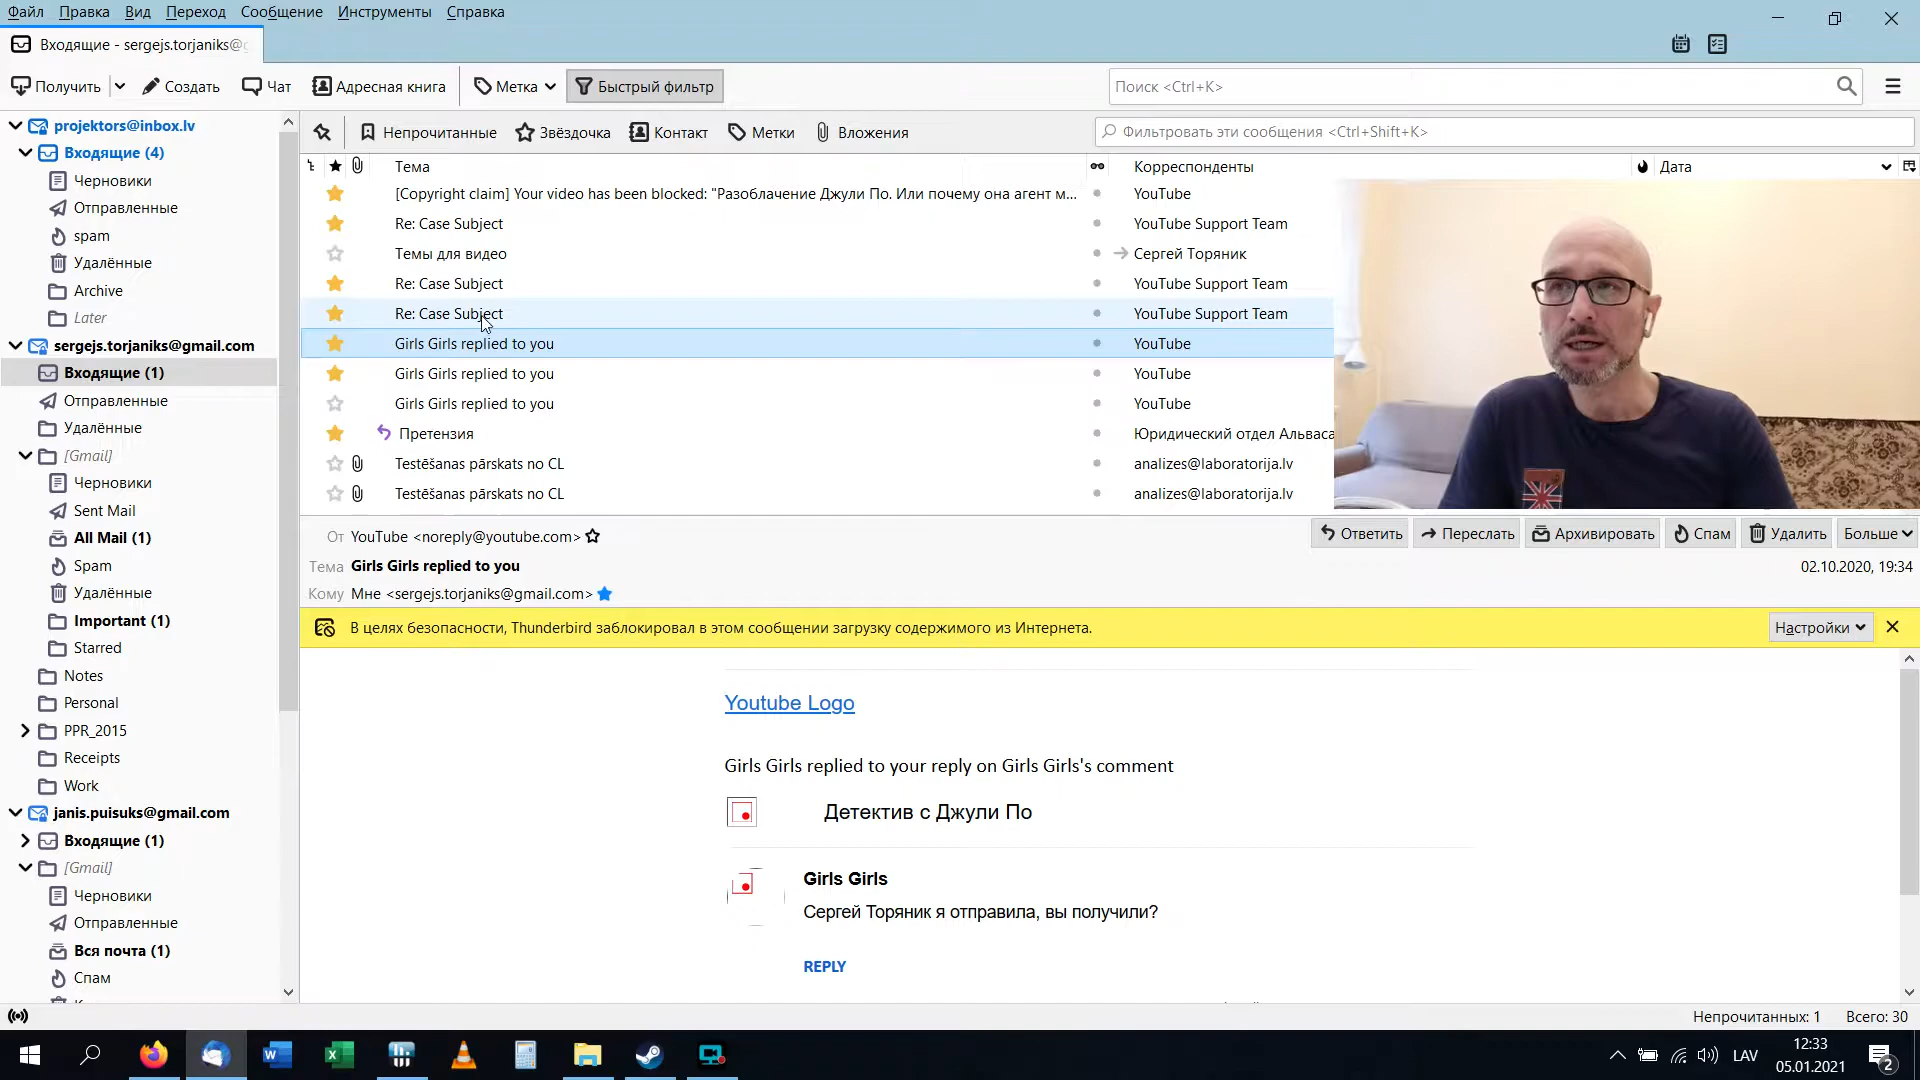 Файл Правка Вид Переход Сообщение Инструменты Справка
Входящие - sergejs.torjaniks@
Получить Создать Чат Адресная книга Метка Быстрый фильтр Поиск <Ctrl+K>
projektors@inbox.lv
Входящие (4)
Черновики
Отправленные
spam
Удалённые
Archive
Later
sergejs.torjaniks@gmail.com
Входящие (1)
Отправленные
Удалённые
[Gmail]
Черновики
Sent Mail
All Mail (1)
Spam
Удалённые
Important (1)
Starred
Notes
Personal
PPR_2015
Receipts
Work
janis.puisuks@gmail.com
Входящие (1)
[Gmail]
Черновики
Отправленные
Вся почта (1)
Спам
Непрочитанные Звёздочка Контакт Метки Вложения Фильтровать эти сообщения <Ctrl+Shift+K>
Тема Корреспонденты Дата
[Copyright claim] Your video has been blocked: "Разоблачение Джули По. Или почему она агент м... YouTube
Re: Case Subject YouTube Support Team
Темы для видео Сергей Торяник
Re: Case Subject YouTube Support Team
Re: Case Subject YouTube Support Team
Girls Girls replied to you YouTube
Girls Girls replied to you YouTube
Girls Girls replied to you YouTube
Претензия Юридический отдел Альваса
Testēšanas pārskats no CL analizes@laboratorija.lv
Testēšanas pārskats no CL analizes@laboratorija.lv
От YouTube <noreply@youtube.com> Ответить Переслать Архивировать Спам Удалить Больше
Тема Girls Girls replied to you 02.10.2020, 19:34
Кому Мне <sergejs.torjaniks@gmail.com>
В целях безопасности, Thunderbird заблокировал в этом сообщении загрузку содержимого из Интернета. Настройки
Youtube Logo
Girls Girls replied to your reply on Girls Girls's comment
Детектив с Джули По
Girls Girls
Сергей Торяник я отправила, вы получили?
REPLY
Непрочитанных: 1 Всего: 30
LAV
12:33
05.01.2021
2